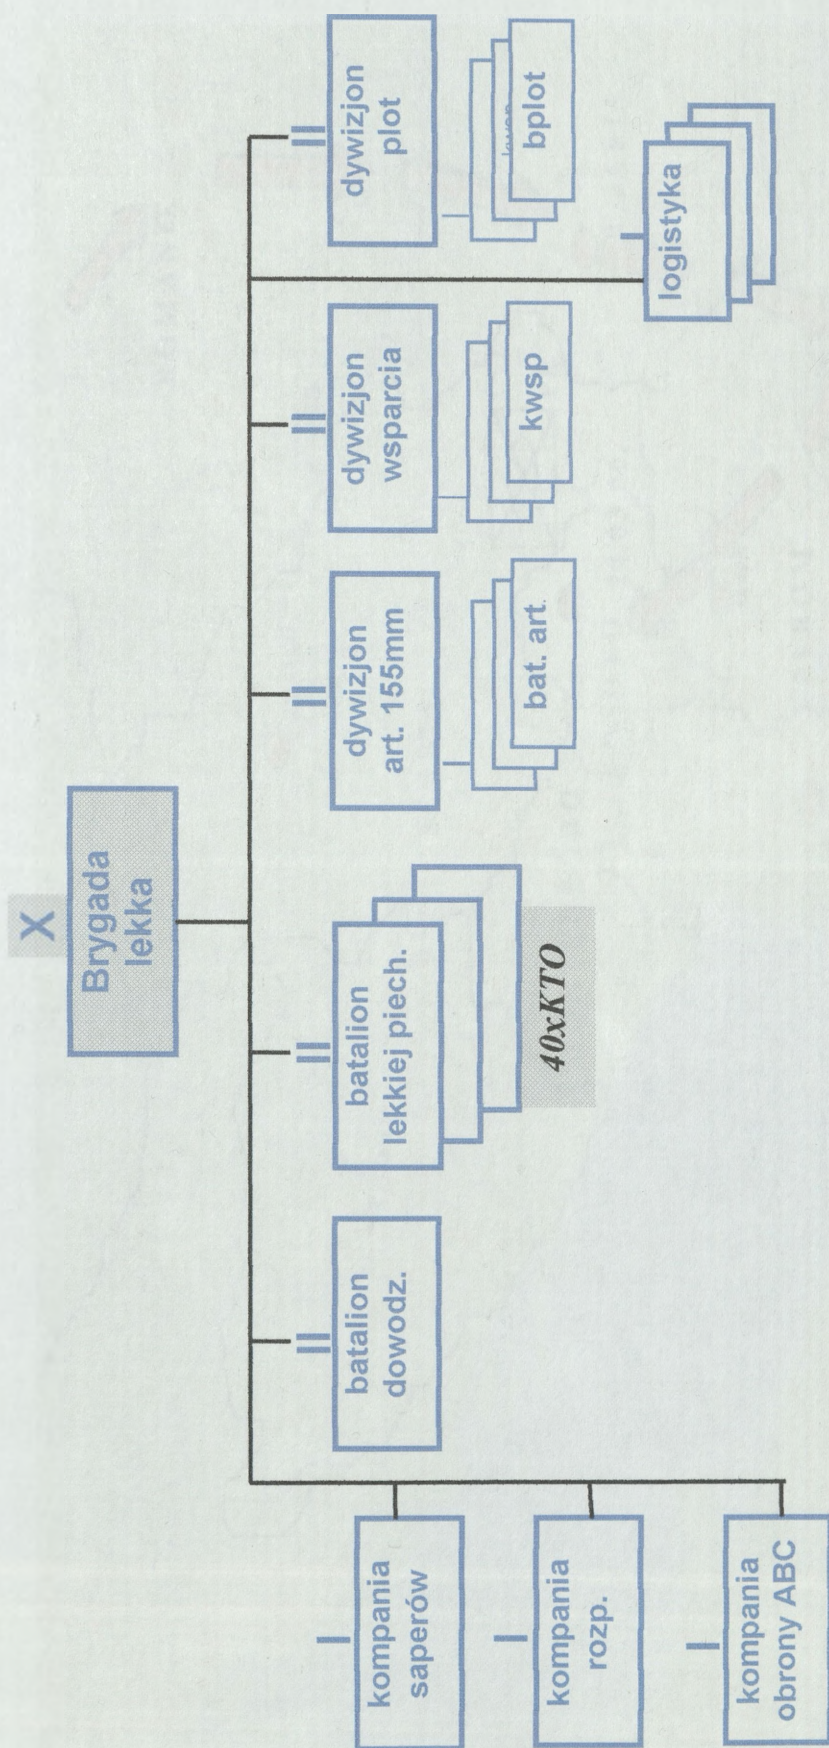 X
Brygada
lekka
batalion
dowodz.
batalion
lekkiej piech.
40xKTO
dywizjon
art. 155mm
bat. art.
dywizjon
wsparcia
kwsp
dywizjon
plot
kwsp
bplot
logistyka
kompania
saperów
kompania
rozp.
kompania
obrony ABC